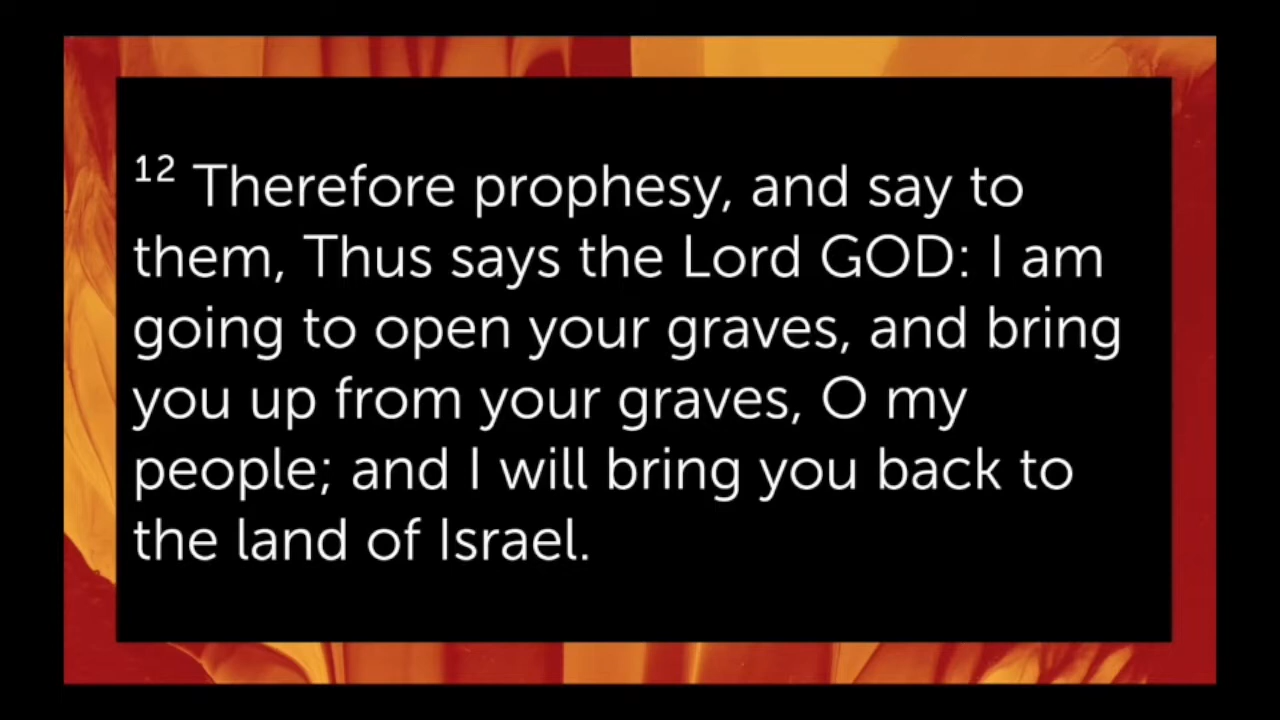 12 Therefore prophesy, and say to
them, Thus says the Lord GOD: I am
going to open your graves, and bring
you up from your graves, O my
people; and I will bring you back to
the land of Israel.